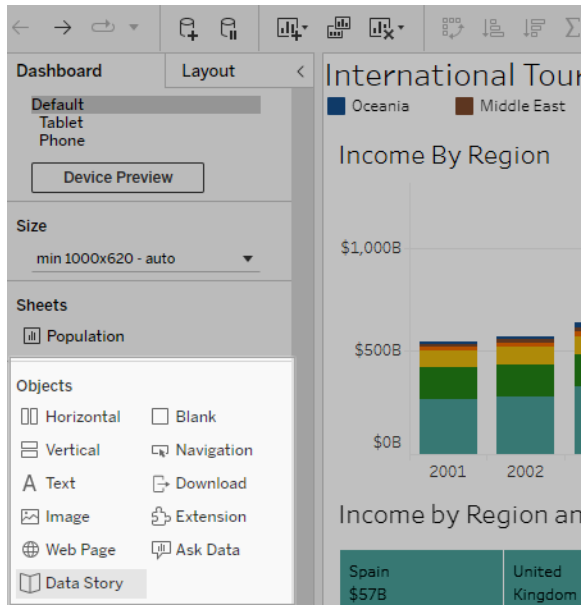 Dashboard
Layout
Default
Tablet
Phone
Device Preview
Size
min 1000x620 - auto
Sheets
Population
Objects
Horizontal
Blank
Vertical
Navigation
Text
Download
Image
Extension
Web Page
Ask Data
Data Story
International Tour
Oceania
Middle East
Income By Region
$1,000B
$500B
$0B
2001
2002
Income by Region an
Spain
$57B
United
Kingdom